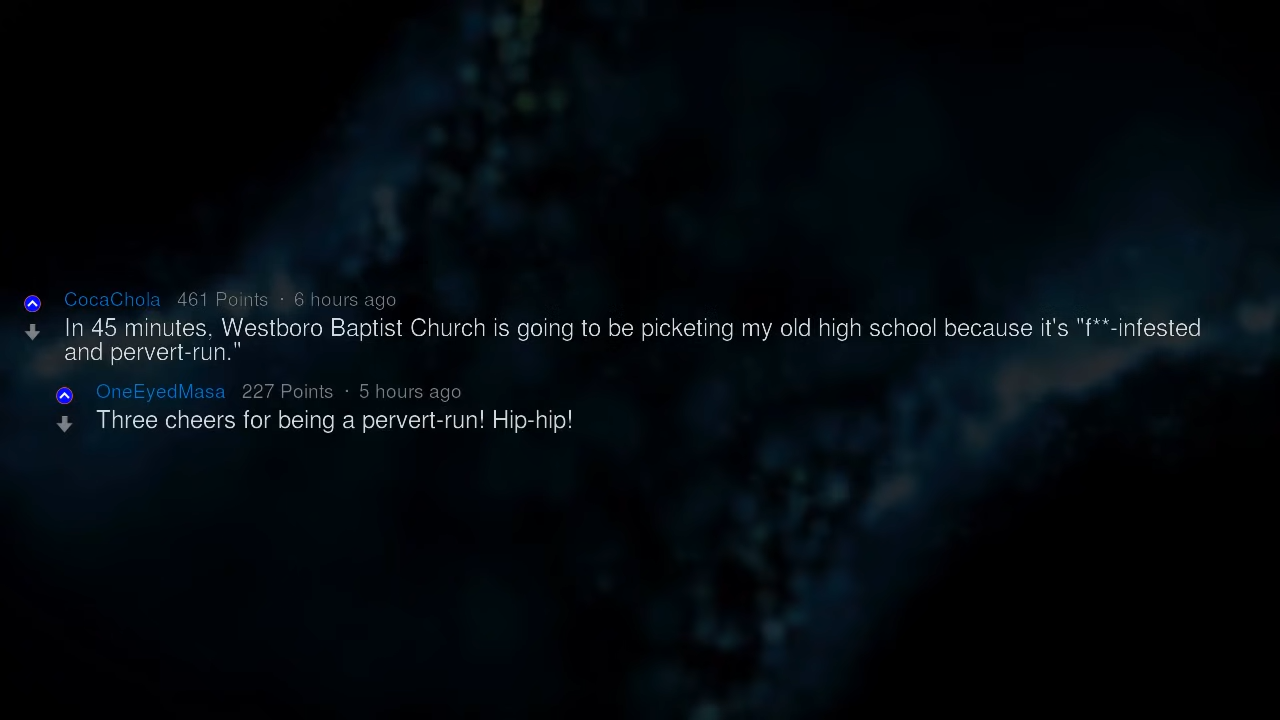 CocaChola 461 Points · 6 hours ago
In 45 minutes, Westboro Baptist Church is going to be picketing my old high school because it's "f**-infested
and pervert-run."
OneEyedMasa 227 Points · 5 hours ago
Three cheers for being a pervert-run! Hip-hip!